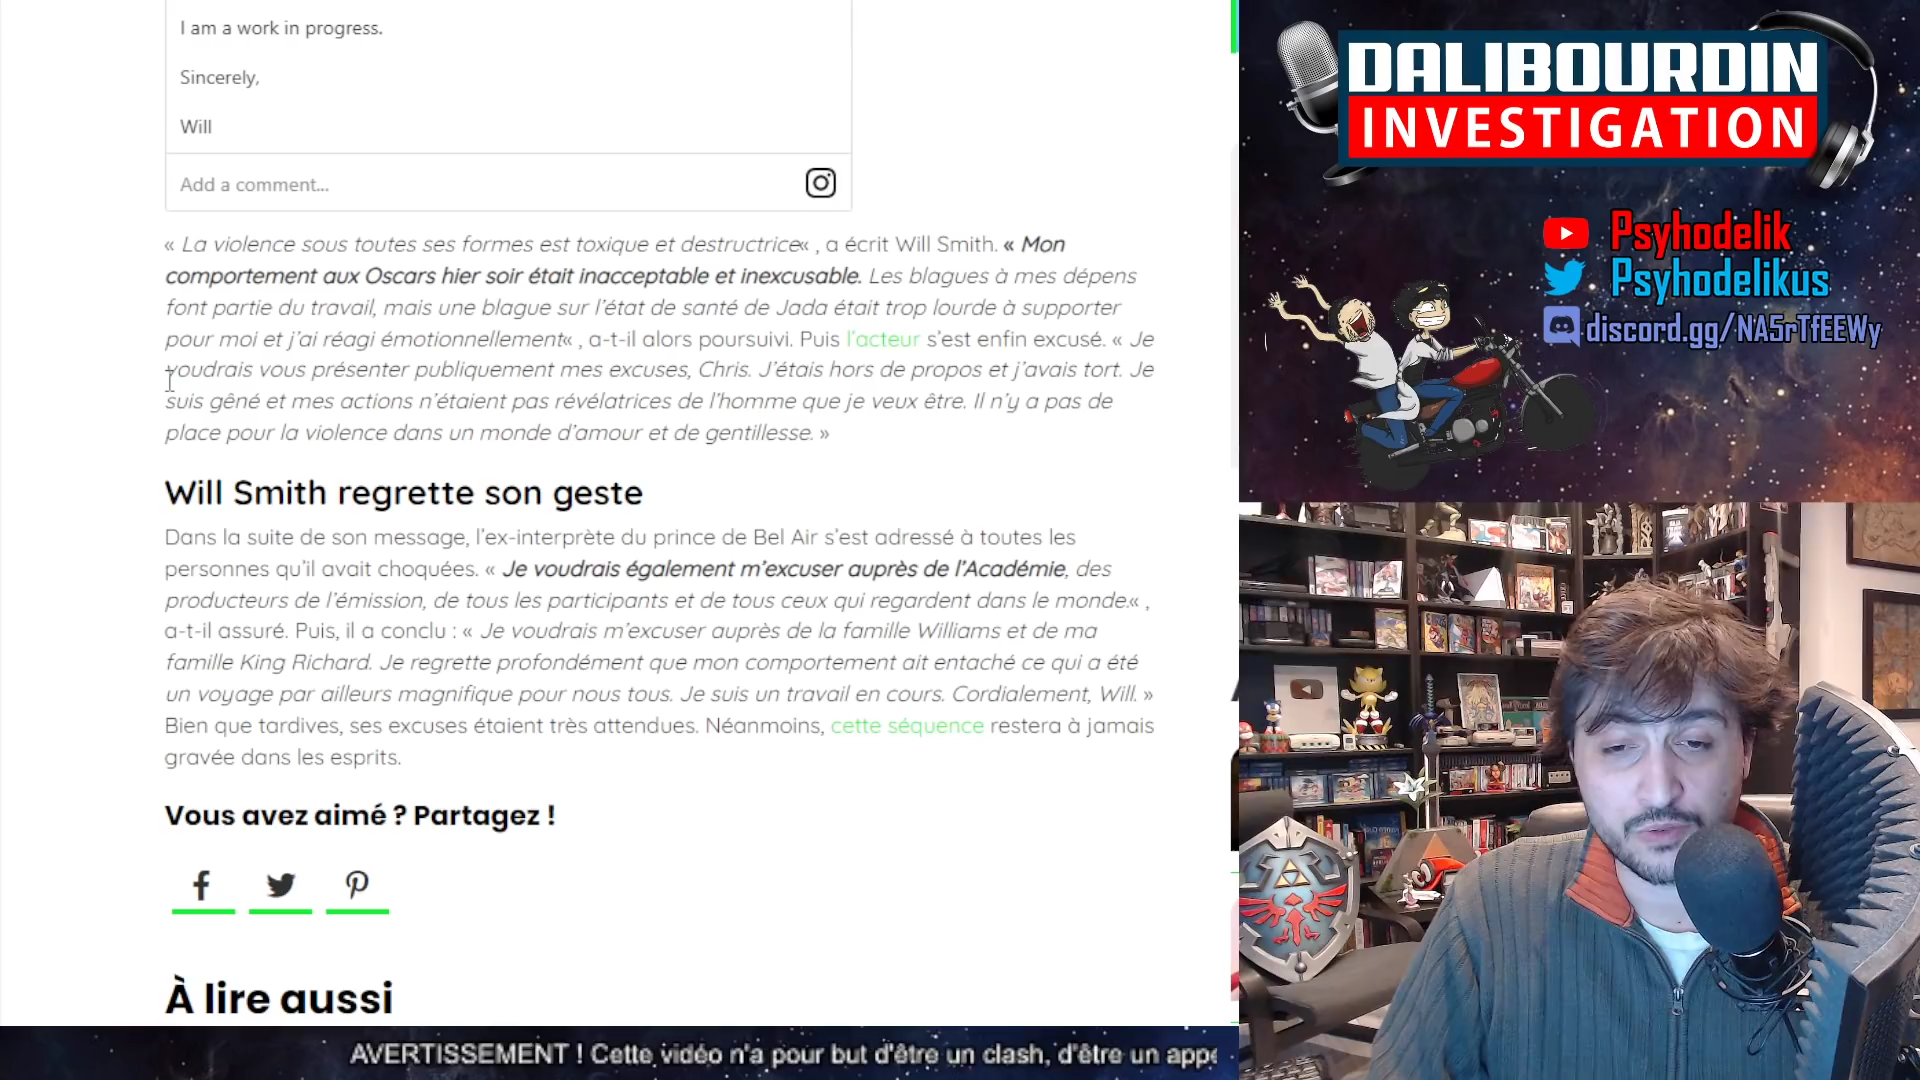 I am a work in progress.
Sincerely,
Will
Add a comment...
« La violence sous toutes ses formes est toxique et destructrice« , a écrit Will Smith. « Mon
comportement aux Oscars hier soir était inacceptable et inexcusable. Les blagues à mes dépens
font partie du travail, mais une blague sur l’état de santé de Jada était trop lourde à supporter
pour moi et j’ai réagi émotionnellement« , a-t-il alors poursuivi. Puis l’acteur s’est enfin excusé. « Je
voudrais vous présenter publiquement mes excuses, Chris. J’étais hors de propos et j’avais tort. Je
suis gêné et mes actions n’étaient pas révélatrices de l’homme que je veux être. Il n’y a pas de
place pour la violence dans un monde d’amour et de gentillesse. »
Will Smith regrette son geste
Dans la suite de son message, l’ex-interprète du prince de Bel Air s’est adressé à toutes les
personnes qu’il avait choquées. « Je voudrais également m’excuser auprès de l’Académie, des
producteurs de l’émission, de tous les participants et de tous ceux qui regardent dans le monde.« ,
a-t-il assuré. Puis, il a conclu : « Je voudrais m’excuser auprès de la famille Williams et de ma
famille King Richard. Je regrette profondément que mon comportement ait entaché ce qui a été
un voyage par ailleurs magnifique pour nous tous. Je suis un travail en cours. Cordialement, Will. »
Bien que tardives, ses excuses étaient très attendues. Néanmoins, cette séquence restera à jamais
gravée dans les esprits.
Vous avez aimé ? Partagez !
À lire aussi
AVERTISSEMENT ! Cette vidéo n'a pour but d'être un clash, d'être un appe
DALIBOURDIN
INVESTIGATION
Psyhodelik
Psyhodelikus
discord.gg/NA5rTfEEWy